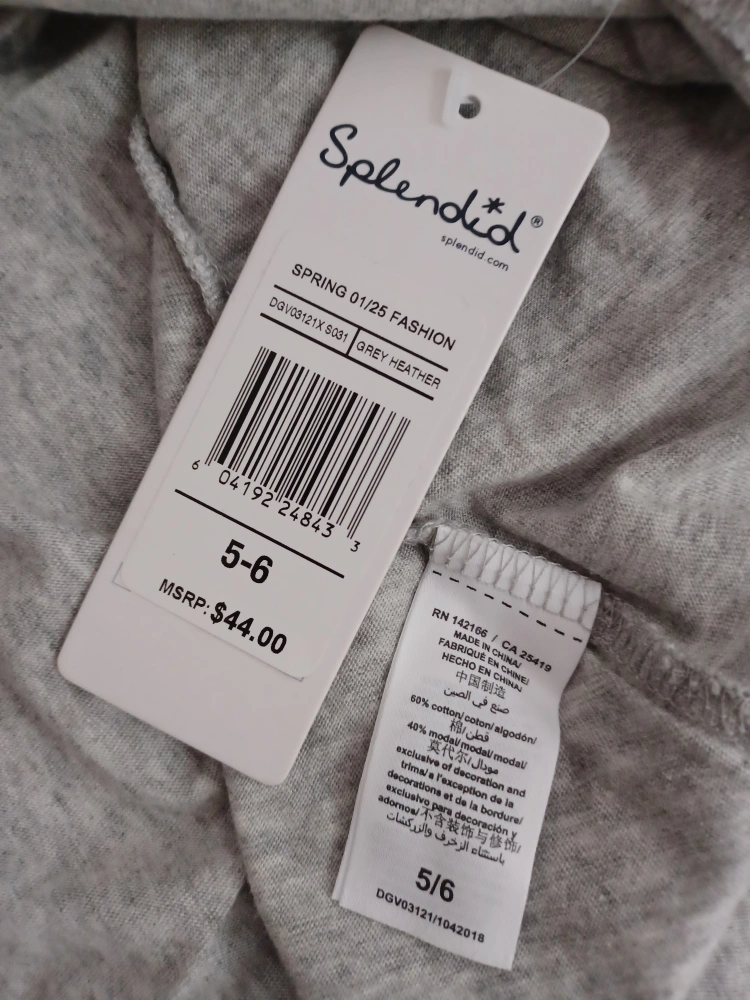 Splendid®
splendid.com
SPRING 01/25 FASHION
DGV03121X S031 GREY HEATHER
6 04192 24843 3
5-6
MSRP: $44.00
RN 142166 / CA 25419
MADE IN CHINA/
FABRIQUÉ EN CHINE/
HECHO EN CHINA/
中国制造
صنع في الصين
60% cotton/coton/algodón/
棉/قطن/
40% modal/modal/modal/
莫代尔/مودال/
exclusive of decoration and
trims/a l'exception de la
decorations et de la bordure/
exclusivo para decoración y
adornos/不含装饰与修饰/
باستثناء الزخرف والزركشات
5/6
DGV03121/1042018